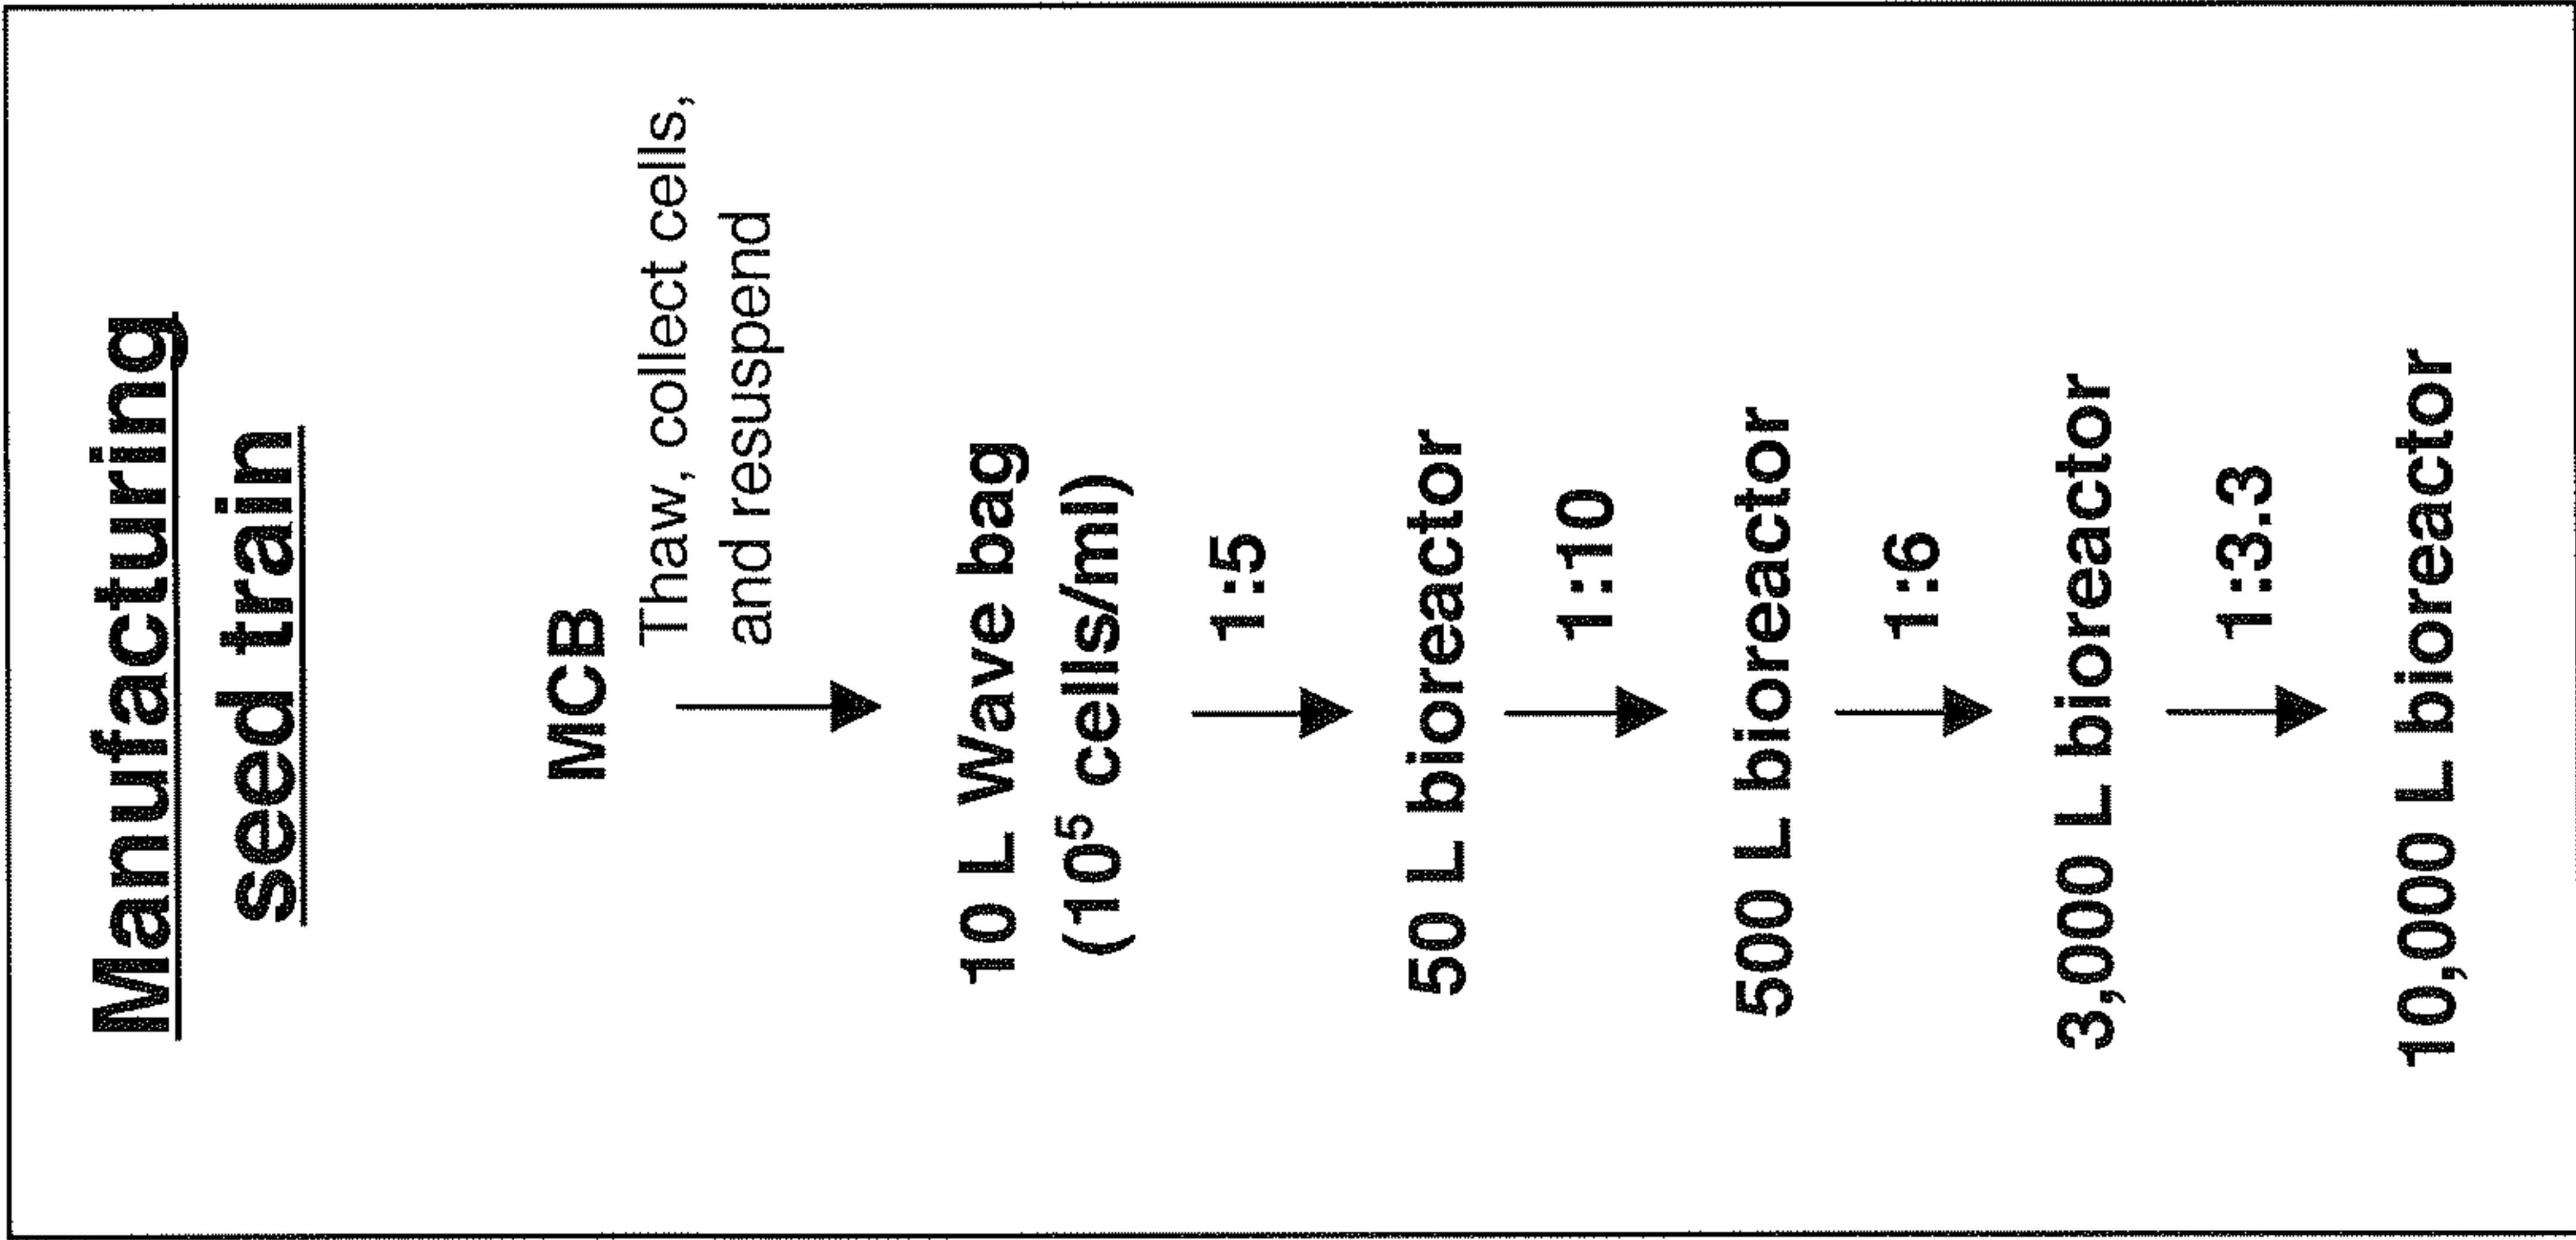 Manufacturing
seed train
MCB
Thaw, collect cells,
and resuspend
10 L Wave bag
(10⁵ cells/ml)
1:5
50 L bioreactor
1:10
500 L bioreactor
1:6
3,000 L bioreactor
1:3.3
10,000 L bioreactor